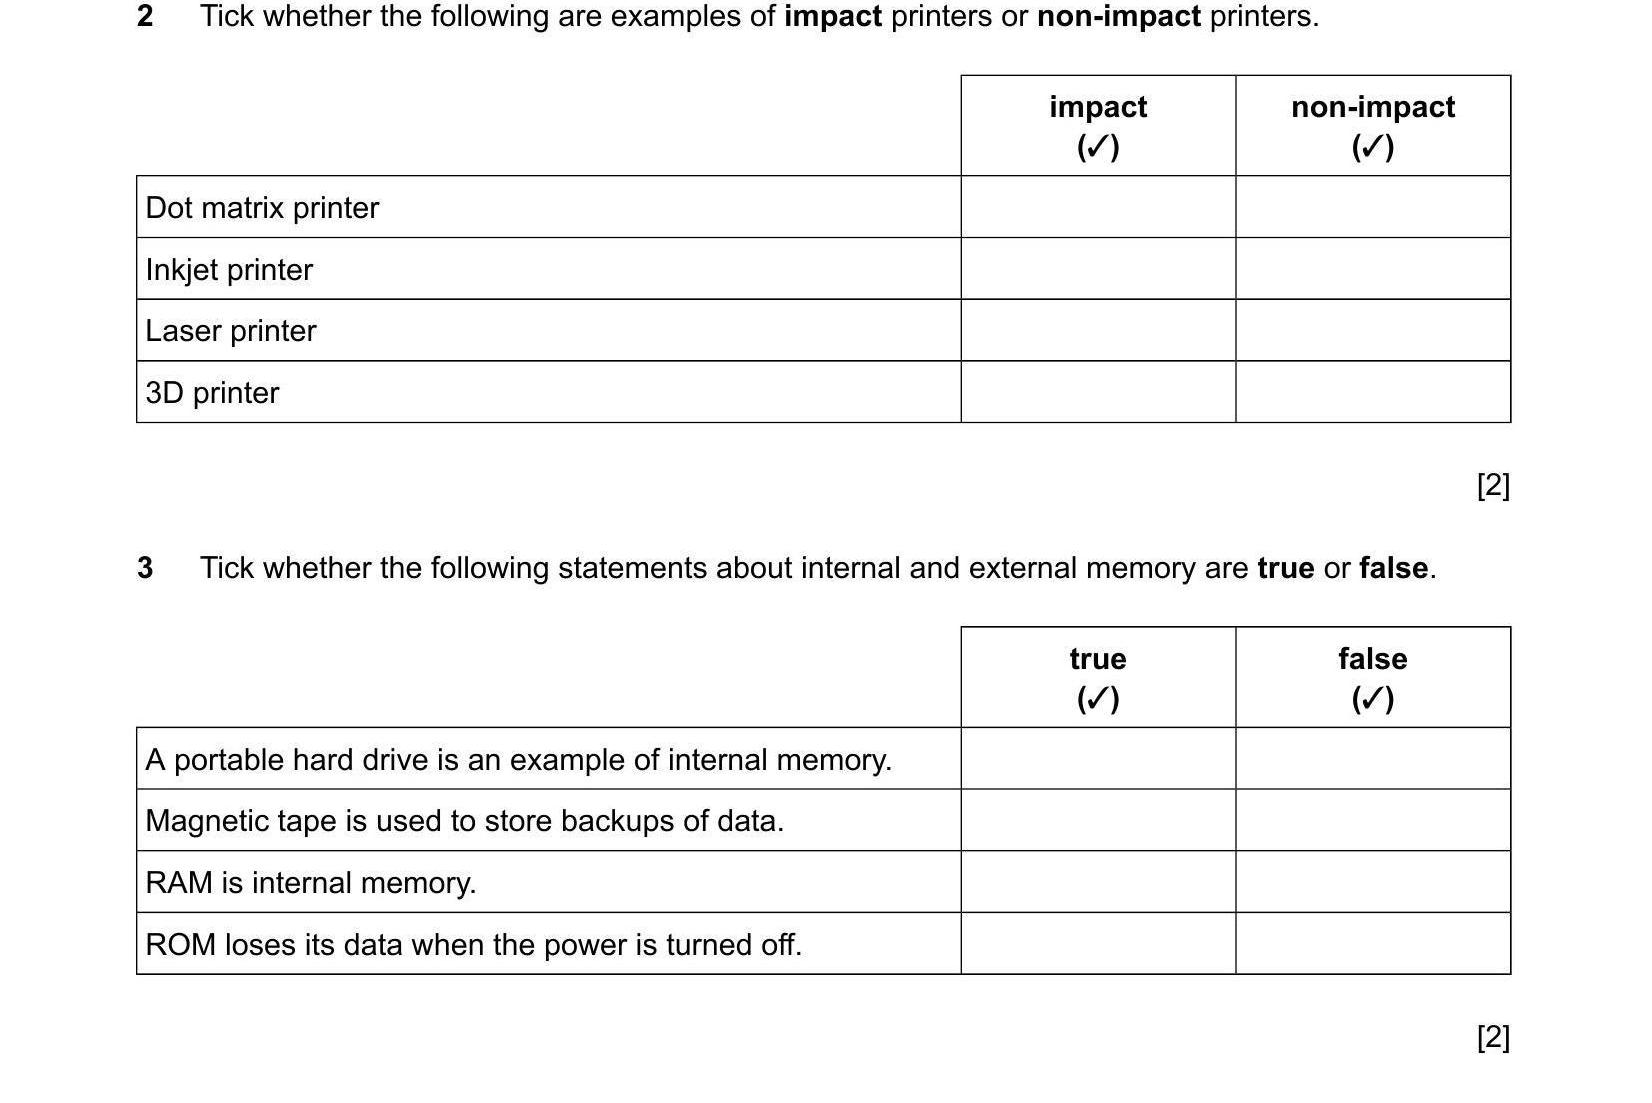 2 Tick whether the following are examples of impact printers or non-impact printers.
impact non-impact
(✓) (✓)
Dot matrix printer
Inkjet printer
Laser printer
3D printer
[2]
3 Tick whether the following statements about internal and external memory are true or false.
true false
(✓) (✓)
A portable hard drive is an example of internal memory.
Magnetic tape is used to store backups of data.
RAM is internal memory.
ROM loses its data when the power is turned off.
[2]